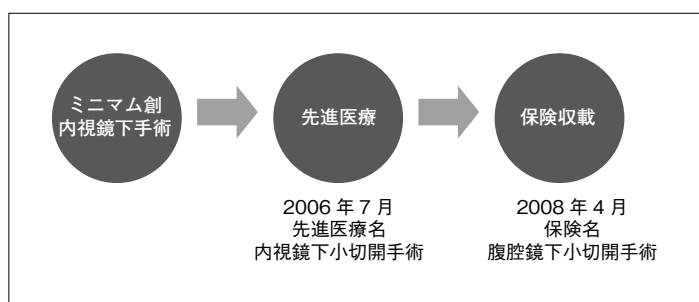 ミニマム創
内視鏡下手術
先進医療
保険収載
2006 年 7 月
先進医療名
内視鏡下小切開手術
2008 年 4 月
保険名
腹腔鏡下小切開手術